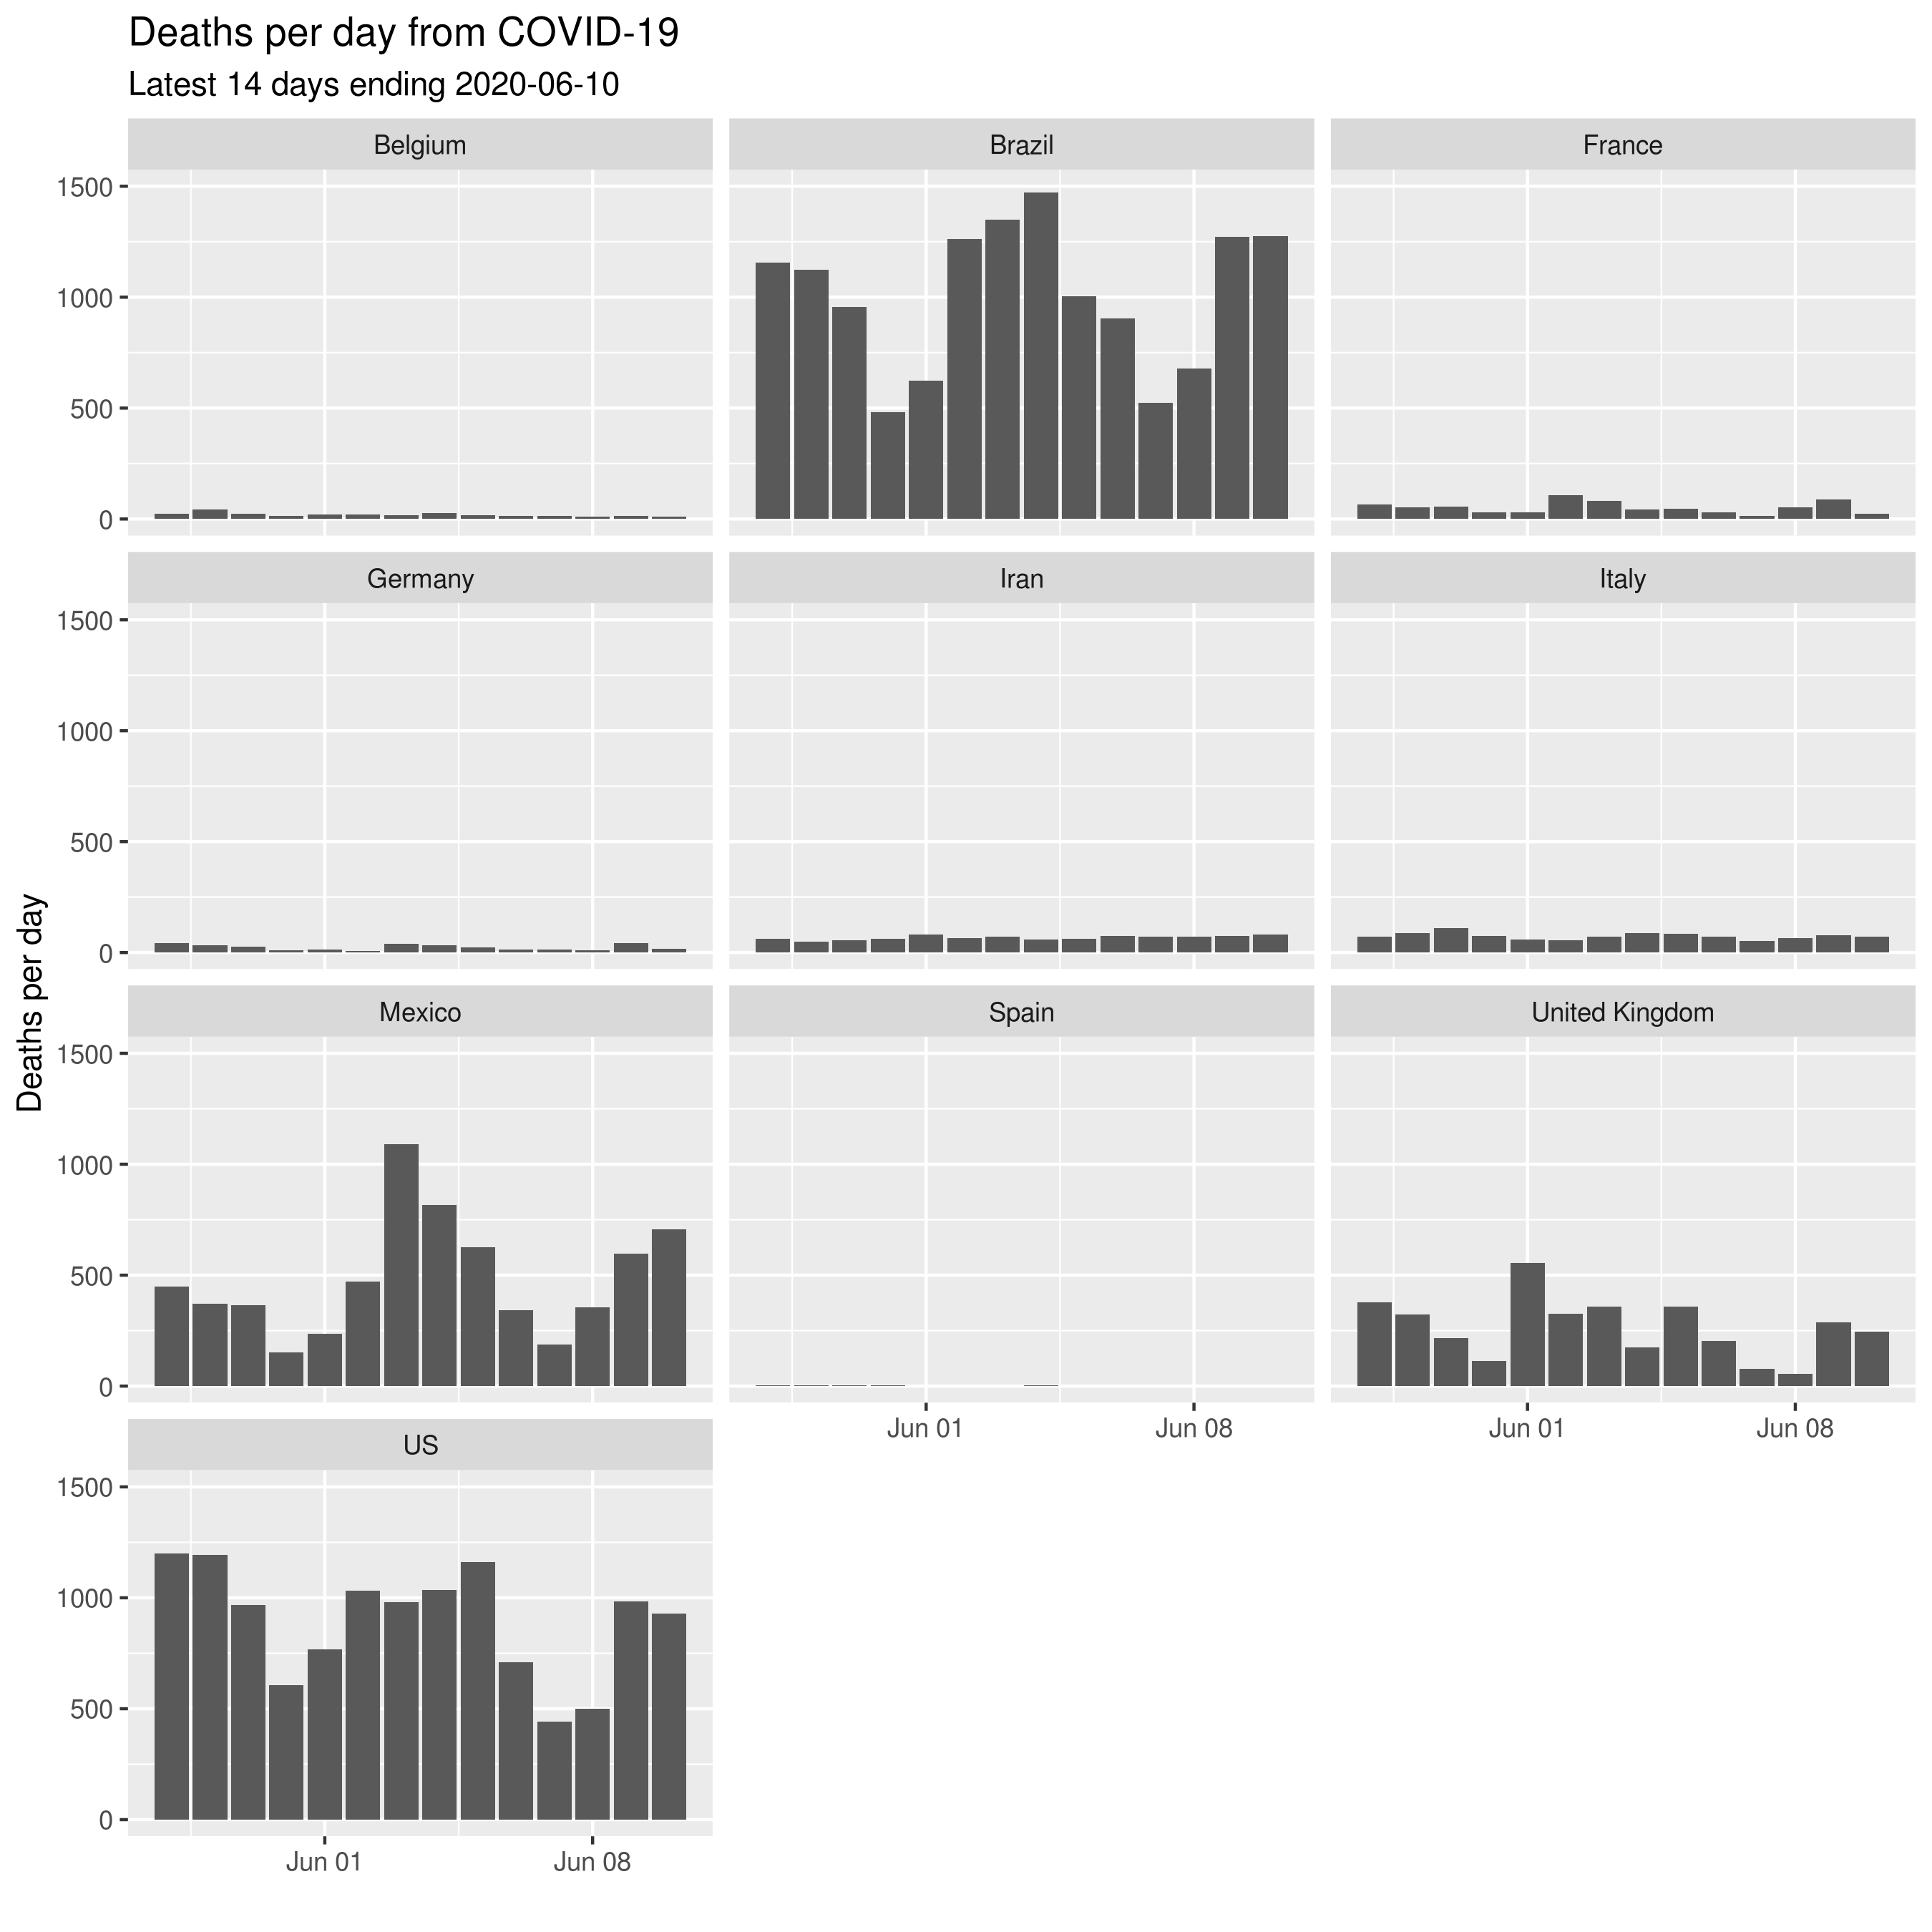 Deaths per day from COVID-19
Latest 14 days ending 2020-06-10
Belgium
Brazil
France
1500
1000
500
0
Germany
Iran
Italy
1500
1000
500
0
Deaths per day
Mexico
Spain
United Kingdom
1500
1000
500
0
Jun 01
Jun 08
Jun 01
Jun 08
US
1500
1000
500
0
Jun 01
Jun 08